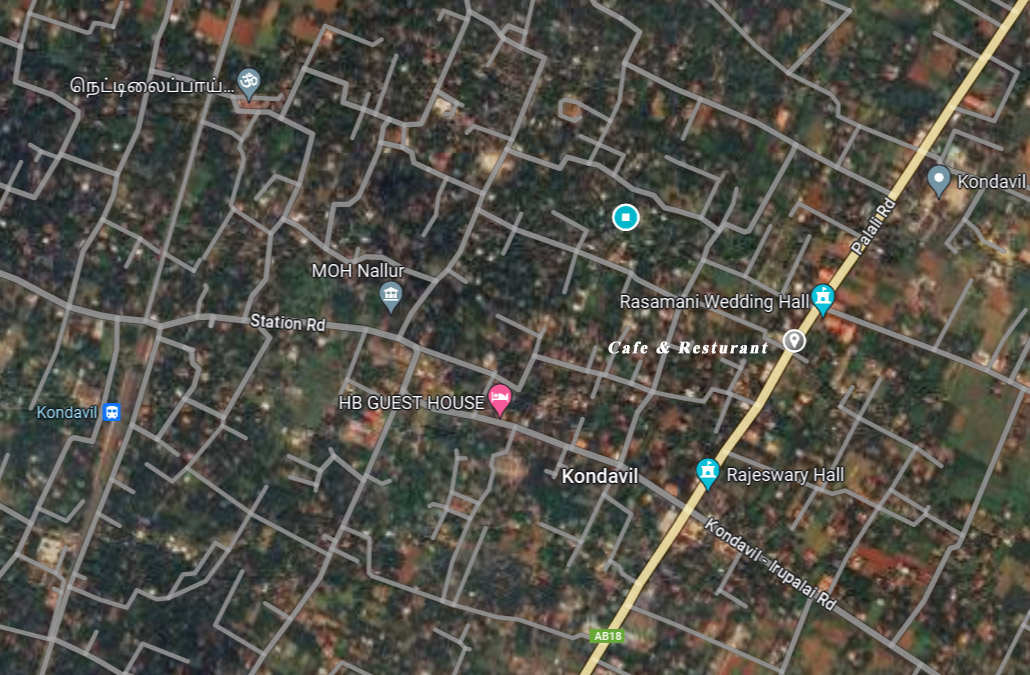 நெட்டிலைப்பாய்...
Kondavil
Palali Rd
MOH Nallur
Rasamani Wedding Hall
Station Rd
Cafe & Resturant
HB GUEST HOUSE
Kondavil
Kondavil
Rajeswary Hall
Kondavil - Irupalai Rd
AB18